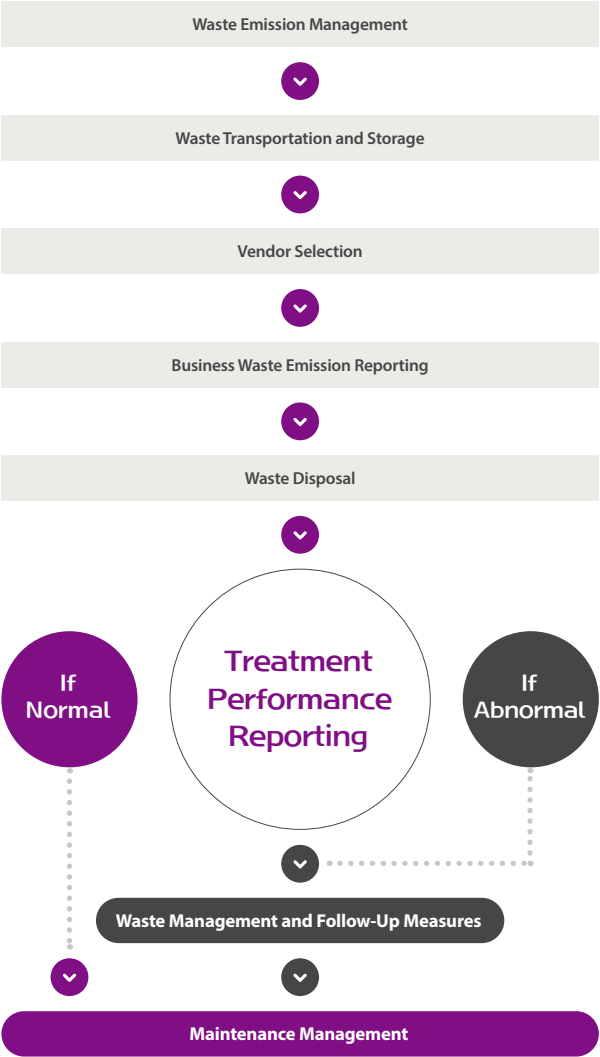 Waste Emission Management
Waste Transportation and Storage
Vendor Selection
Business Waste Emission Reporting
Waste Disposal
If
Normal
Treatment
Performance
Reporting
If
Abnormal
Waste Management and Follow-Up Measures
Maintenance Management